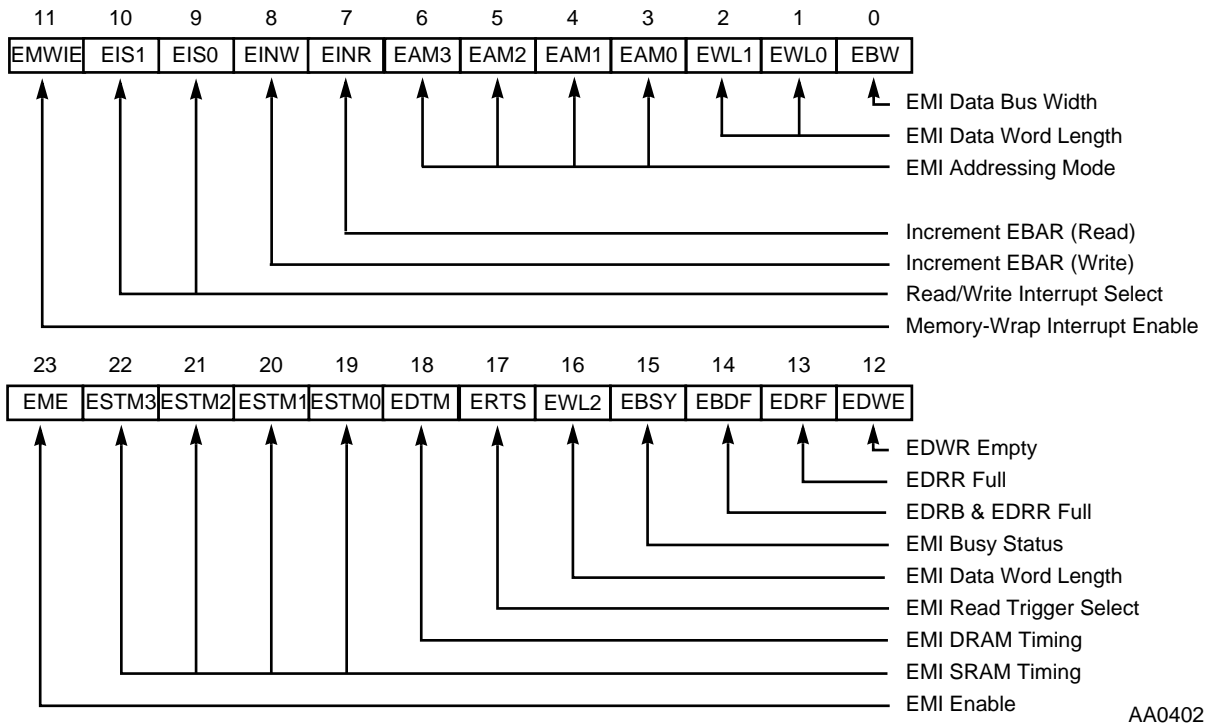 11 10 9 8 7 6 5 4 3 2 1 0
EMWIE EIS1 EIS0 EINW EINR EAM3 EAM2 EAM1 EAM0 EWL1 EWL0 EBW
EMI Data Bus Width
EMI Data Word Length
EMI Addressing Mode
Increment EBAR (Read)
Increment EBAR (Write)
Read/Write Interrupt Select
Memory-Wrap Interrupt Enable
23 22 21 20 19 18 17 16 15 14 13 12
EME ESTM3 ESTM2 ESTM1 ESTM0 EDTM ERTS EWL2 EBSY EBDF EDRF EDWE
EDWR Empty
EDRR Full
EDRB & EDRR Full
EMI Busy Status
EMI Data Word Length
EMI Read Trigger Select
EMI DRAM Timing
EMI SRAM Timing
EMI Enable
AA0402